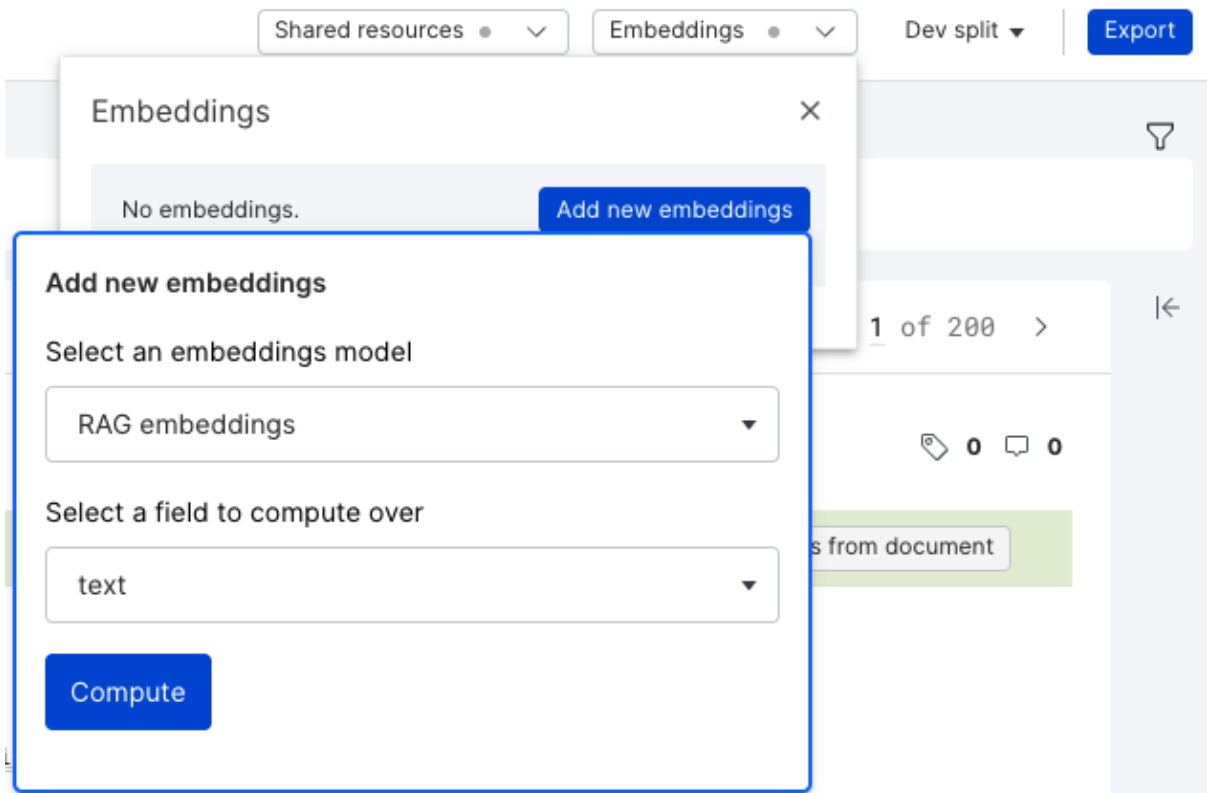 Shared resources
Embeddings
Dev split
Export
Embeddings
No embeddings.
Add new embeddings
Add new embeddings
Select an embeddings model
1 of 200
RAG embeddings
0
0
Select a field to compute over
from document
text
Compute